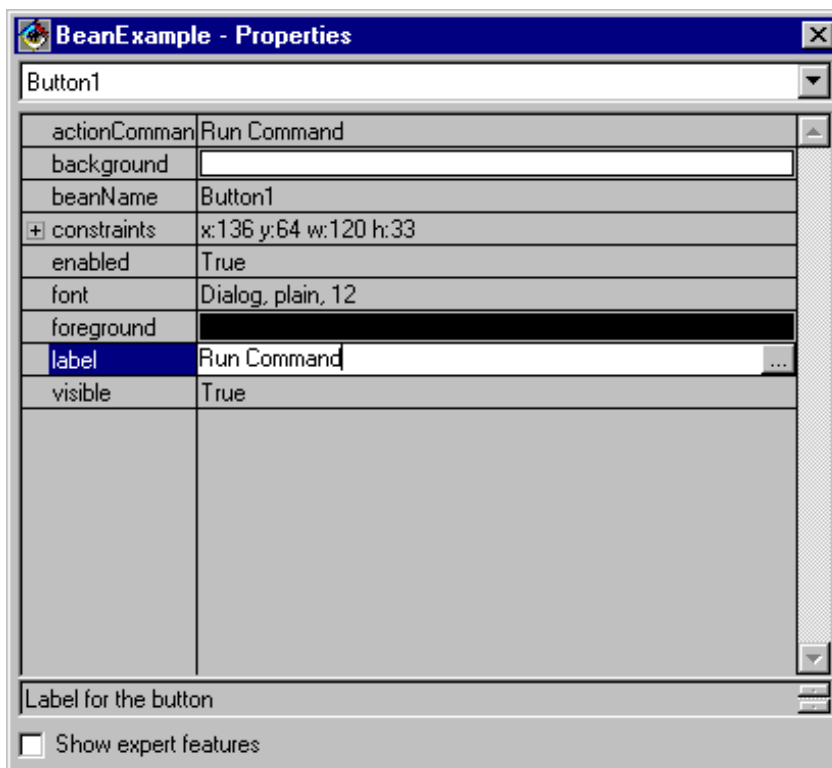 BeanExample - Properties
Button1
actionComman Run Command
background
beanName Button1
+ constraints x:136 y:64 w:120 h:33
enabled True
font Dialog, plain, 12
foreground
label Run Command ...
visible True
Label for the button
Show expert features